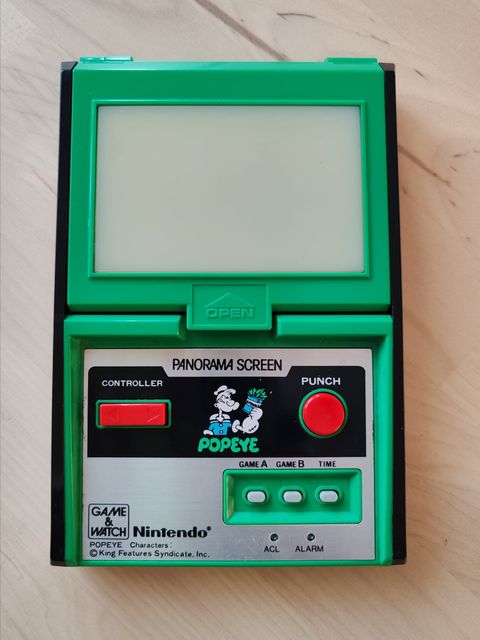 OPEN
PANORAMA SCREEN
CONTROLLER
PUNCH
POPEYE
GAME A GAME B TIME
GAME
&
WATCH
Nintendo®
ACL ALARM
POPEYE Characters:
© King Features Syndicate, Inc.